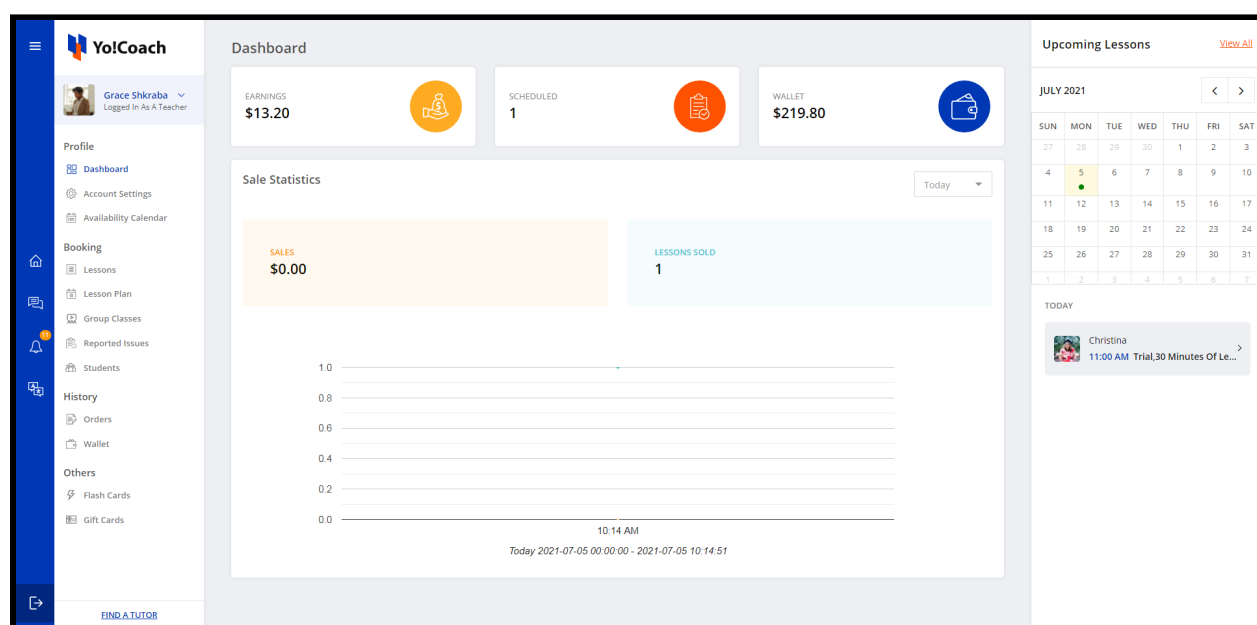 Yo!Coach
Grace Shkraba
Logged In As A Teacher
Profile
Dashboard
Account Settings
Availability Calendar
Booking
Lessons
Lesson Plan
Group Classes
Reported Issues
Students
History
Orders
Wallet
Others
Flash Cards
Gift Cards
FIND A TUTOR
Dashboard
EARNINGS
$13.20
SCHEDULED
1
WALLET
$219.80
Sale Statistics
Today
SALES
$0.00
LESSONS SOLD
1
1.0
0.8
0.6
0.4
0.2
0.0
10:14 AM
Today 2021-07-05 00:00:00 - 2021-07-05 10:14:51
Upcoming Lessons View All
JULY 2021
SUN MON TUE WED THU FRI SAT
27 28 29 30 1 2 3
4 5 6 7 8 9 10
11 12 13 14 15 16 17
18 19 20 21 22 23 24
25 26 27 28 29 30 31
1 2 3 4 5 6 7
TODAY
Christina
11:00 AM Trial,30 Minutes Of Le...